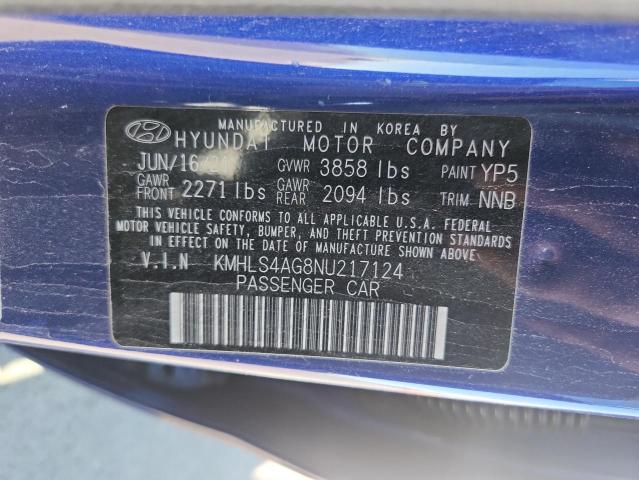 MANUFACTURED IN KOREA BY
HYUNDAI MOTOR COMPANY
JUN/16/ GVWR 3858 lbs PAINT YP5
GAWR FRONT 2271 lbs GAWR REAR 2094 lbs TRIM NNB
THIS VEHICLE CONFORMS TO ALL APPLICABLE U.S.A. FEDERAL
MOTOR VEHICLE SAFETY, BUMPER, AND THEFT PREVENTION STANDARDS
IN EFFECT ON THE DATE OF MANUFACTURE SHOWN ABOVE.
V.I.N KMHLS4AG8NU217124
PASSENGER CAR